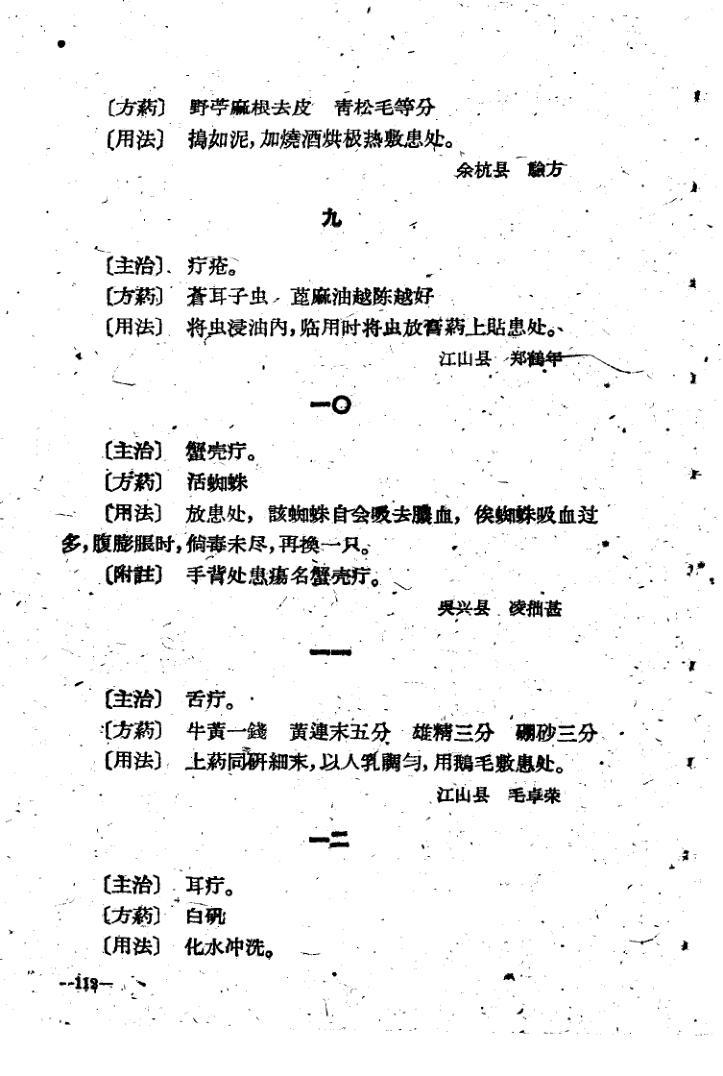 〔方葯〕　野苧麻根去皮　青松毛等分
〔用法〕　搗如泥，加燒酒烘极热敷患处。
余杭县　驗方
九
〔主治〕　疔疮。
〔方葯〕　蒼耳子虫　蓖麻油越陈越好
〔用法〕　将虫浸油內，临用时将虫放膏葯上貼患处。
江山县　郑鶴年
一〇
〔主治〕　蟹壳疔。
〔方葯〕　活蜘蛛
〔用法〕　放患处，該蜘蛛自会吸去膿血，俟蜘蛛吸血过
多，腹膨脹时，倘毒未尽，再換一只。
〔附註〕　手背处患瘍名蟹壳疔。
吳兴县　凌拙甚
一一
〔主治〕　舌疔。
〔方葯〕　牛黃一錢　黃連末五分　雄精三分　硼砂三分
〔用法〕　上葯同研細末，以人乳調勻，用鵝毛敷患处。
江山县　毛卓荣
一二
〔主治〕　耳疔。
〔方葯〕　白矾
〔用法〕　化水冲洗。